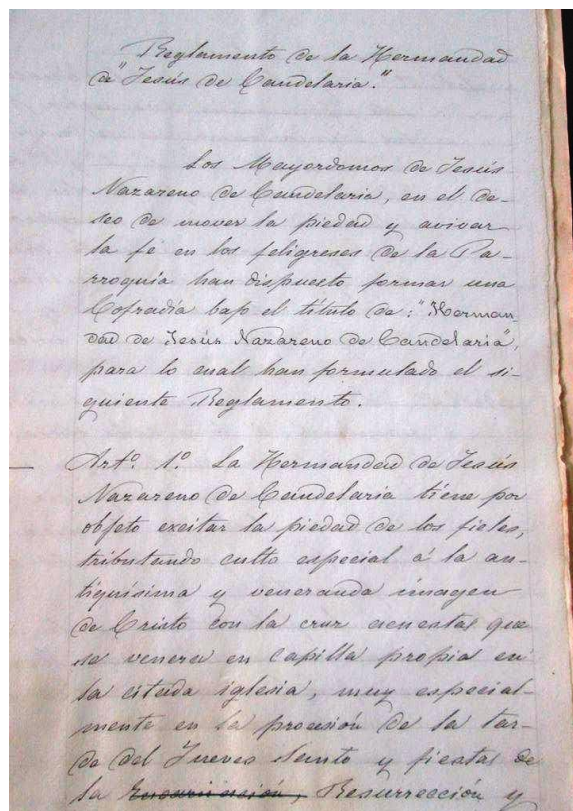 Reglamento de la Hermandad
de "Jesús de Candelaria."
Los Mayordomos de Jesús
Nazareno de Candelaria, en el de-
seo de mover la piedad y avivar
la fe en los feligreses de la Pa-
rroquia han dispuesto formar una
Cofradía bajo el título de: "Herman
dad de Jesús Nazareno de Candelaria",
para lo cual han formulado el si-
guiente Reglamento.
Artº. 1º. La Hermandad de Jesús
Nazareno de Candelaria tiene por
objeto exitar la piedad de los fieles,
tributando culto especial á la an-
tiquísima y veneranda imagen
de Cristo con la cruz acuestas que
se venera en capilla propia en
la citada iglesia, muy especial-
mente en la procesión de la tar-
de del Jueves Santo y fiestas de
la Resurrección y